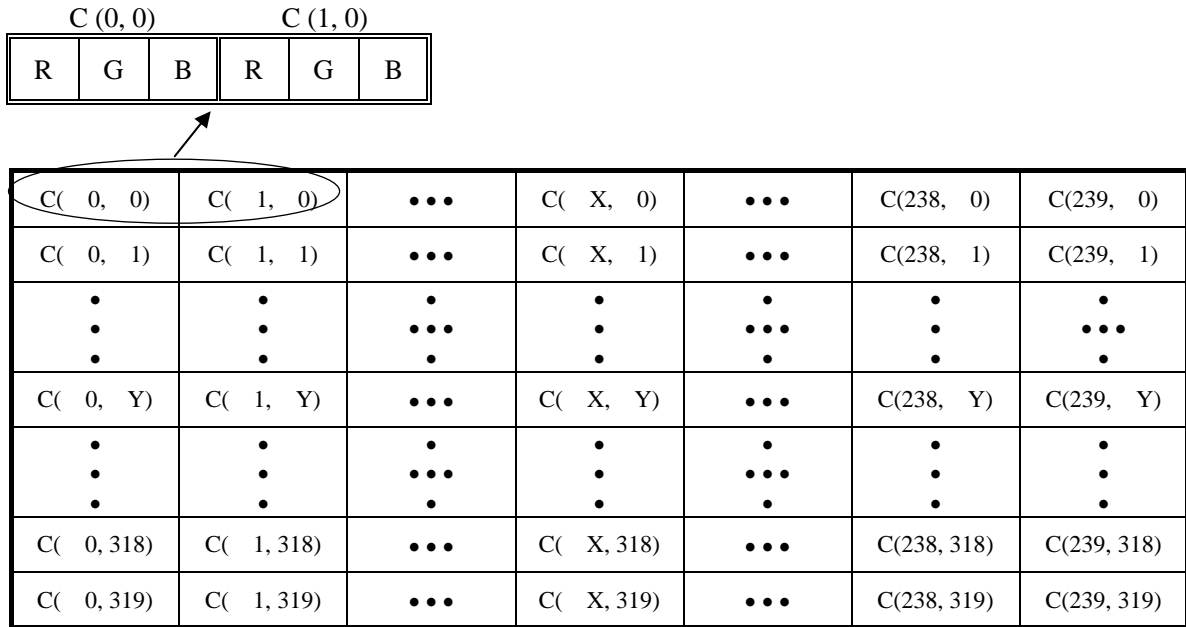 C (0, 0) C (1, 0)
R G B R G B
C( 0, 0) C( 1, 0) ••• C( X, 0) ••• C(238, 0) C(239, 0)
C( 0, 1) C( 1, 1) ••• C( X, 1) ••• C(238, 1) C(239, 1)
• • • • • • •
• • ••• • ••• • •••
• • • • • • •
C( 0, Y) C( 1, Y) ••• C( X, Y) ••• C(238, Y) C(239, Y)
• • • • • • •
• • ••• • ••• • •
• • • • • • •
C( 0, 318) C( 1, 318) ••• C( X, 318) ••• C(238, 318) C(239, 318)
C( 0, 319) C( 1, 319) ••• C( X, 319) ••• C(238, 319) C(239, 319)